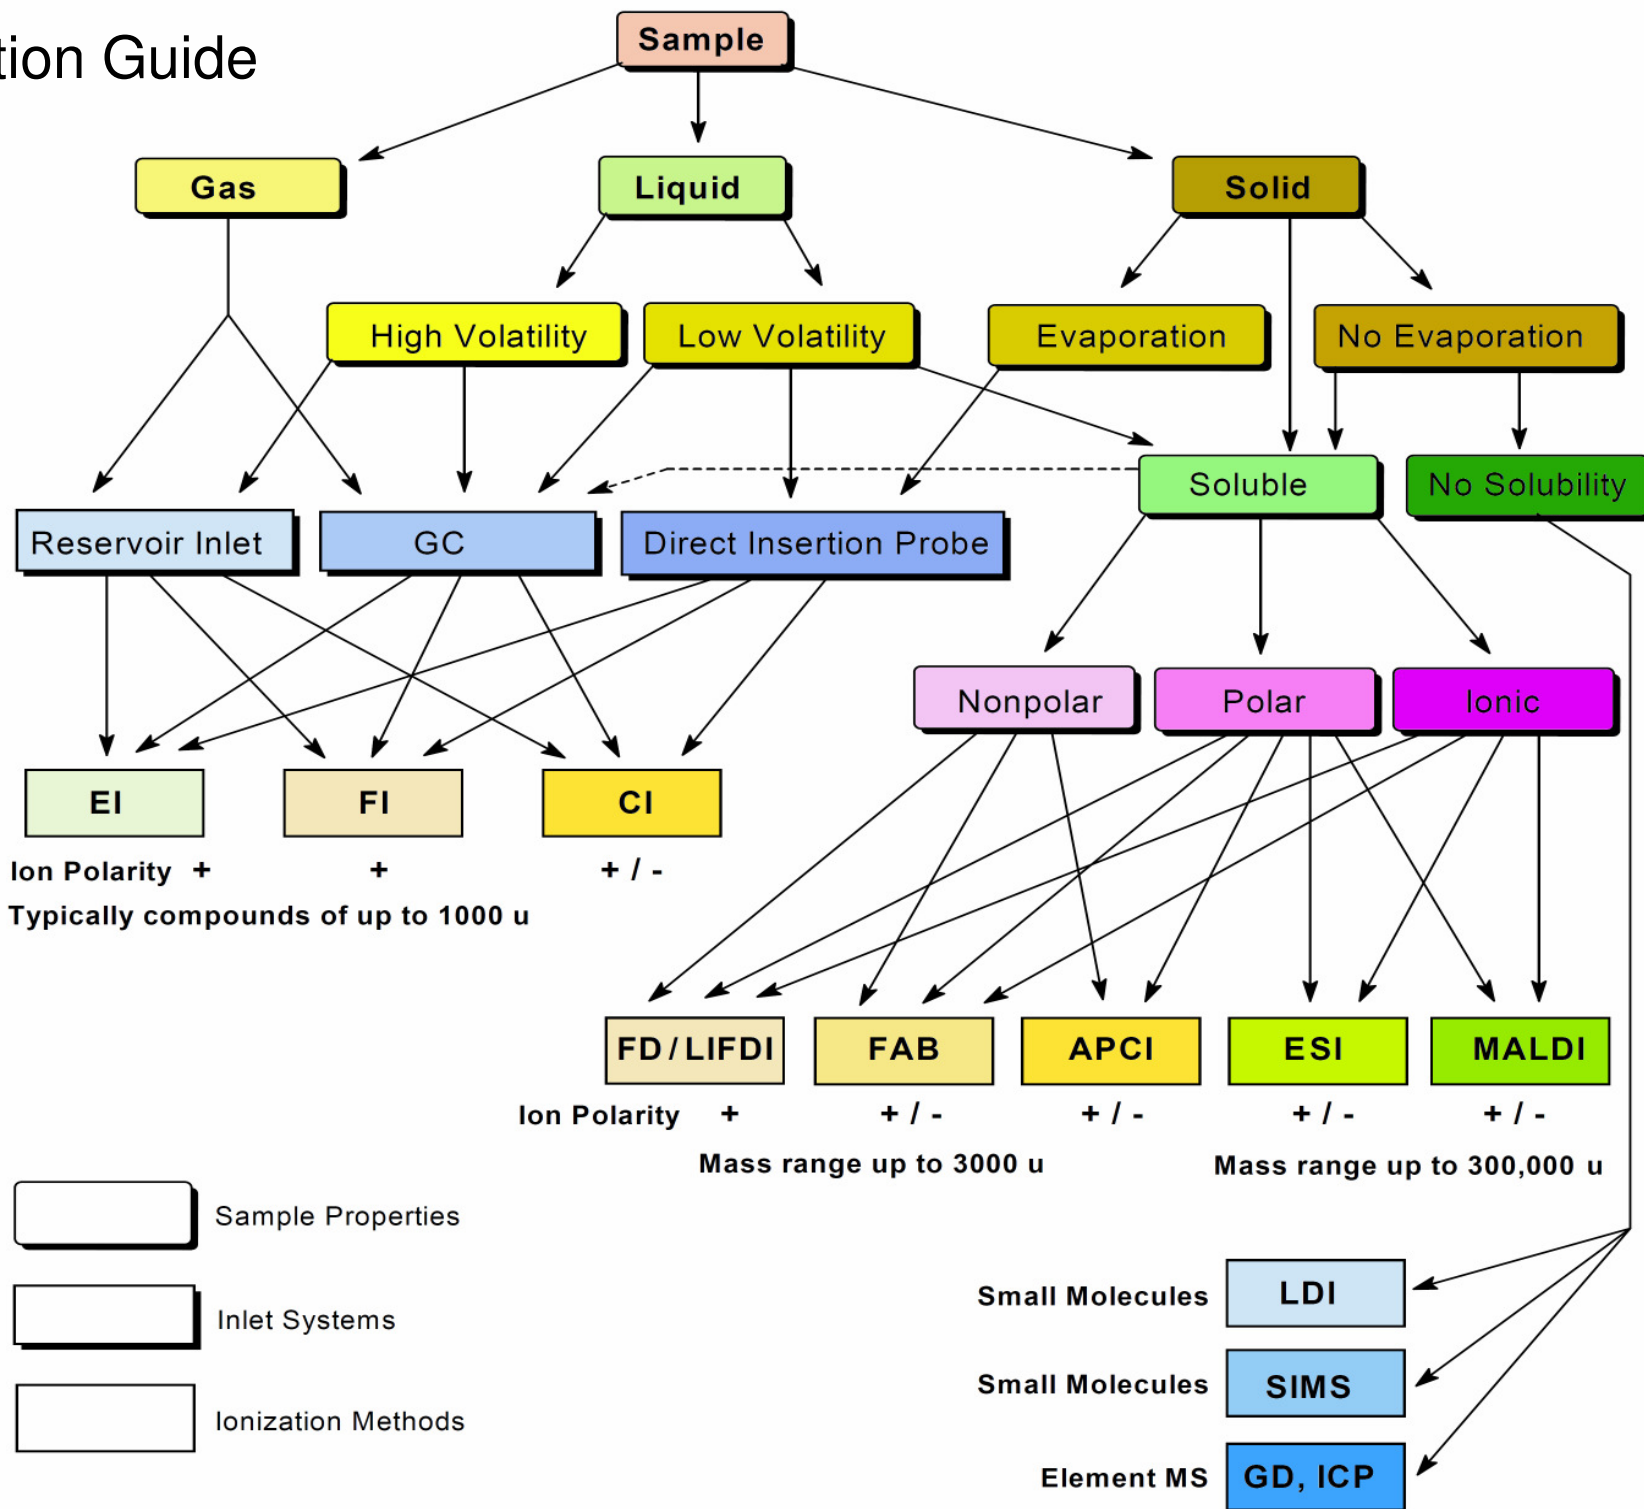 tion Guide
Sample
Gas
Liquid
Solid
High Volatility
Low Volatility
Evaporation
No Evaporation
Soluble
No Solubility
Reservoir Inlet
GC
Direct Insertion Probe
Nonpolar
Polar
Ionic
EI
FI
CI
Ion Polarity +
+
+ / -
Typically compounds of up to 1000 u
FD / LIFDI
FAB
APCI
ESI
MALDI
Ion Polarity +
+ / -
+ / -
+ / -
+ / -
Mass range up to 3000 u
Mass range up to 300,000 u
Sample Properties
Inlet Systems
Ionization Methods
Small Molecules
LDI
Small Molecules
SIMS
Element MS
GD, ICP